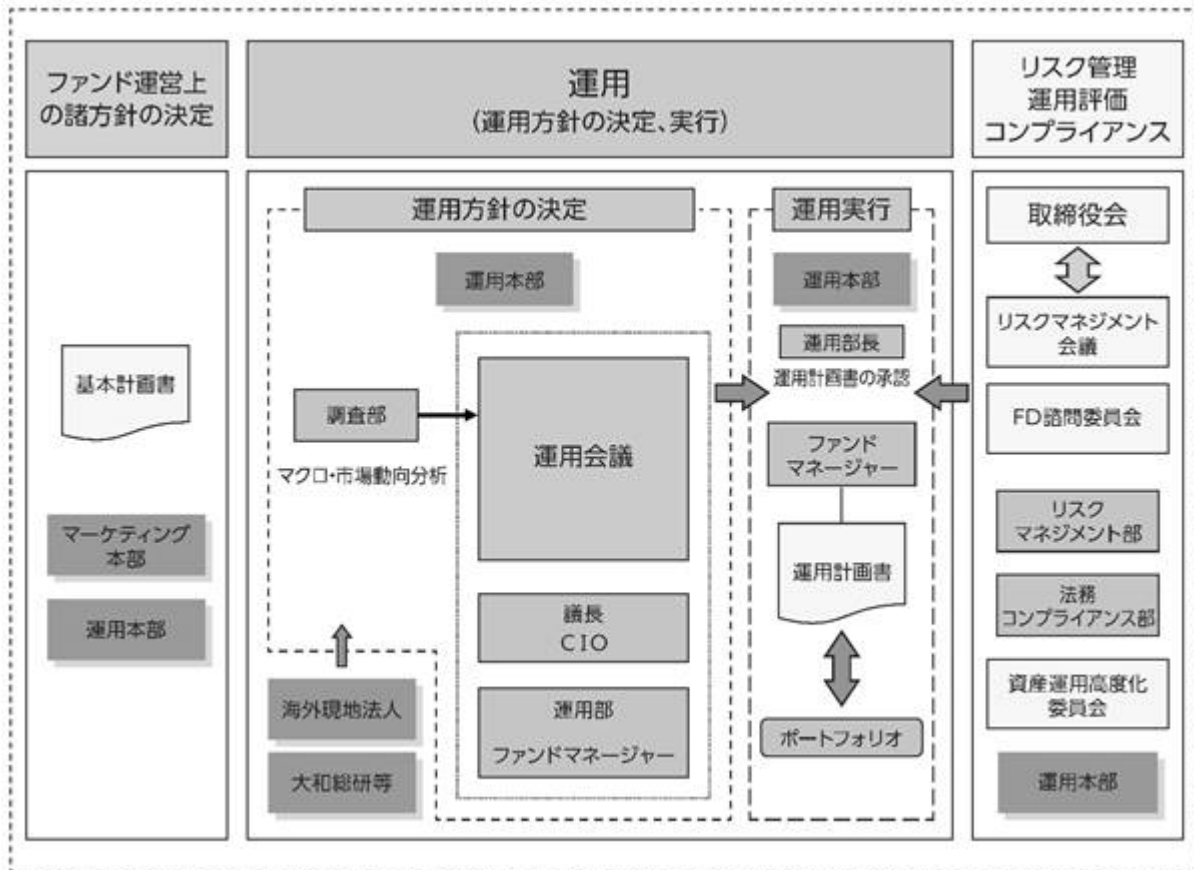 ファンド運営上
の諸方針の決定
運用
(運用方針の決定、実行)
リスク管理
運用評価
コンプライアンス
基本計画書
マーケティング
本部
運用本部
運用方針の決定
運用本部
調査部
マクロ・市場動向分析
運用会議
議長
CIO
運用部
ファンドマネージャー
海外現地法人
大和総研等
運用実行
運用本部
運用部長
運用計画書の承認
ファンド
マネージャー
運用計画書
ポートフォリオ
取締役会
リスクマネジメント
会議
FD諮問委員会
リスク
マネジメント部
法務
コンプライアンス部
資産運用高度化
委員会
運用本部